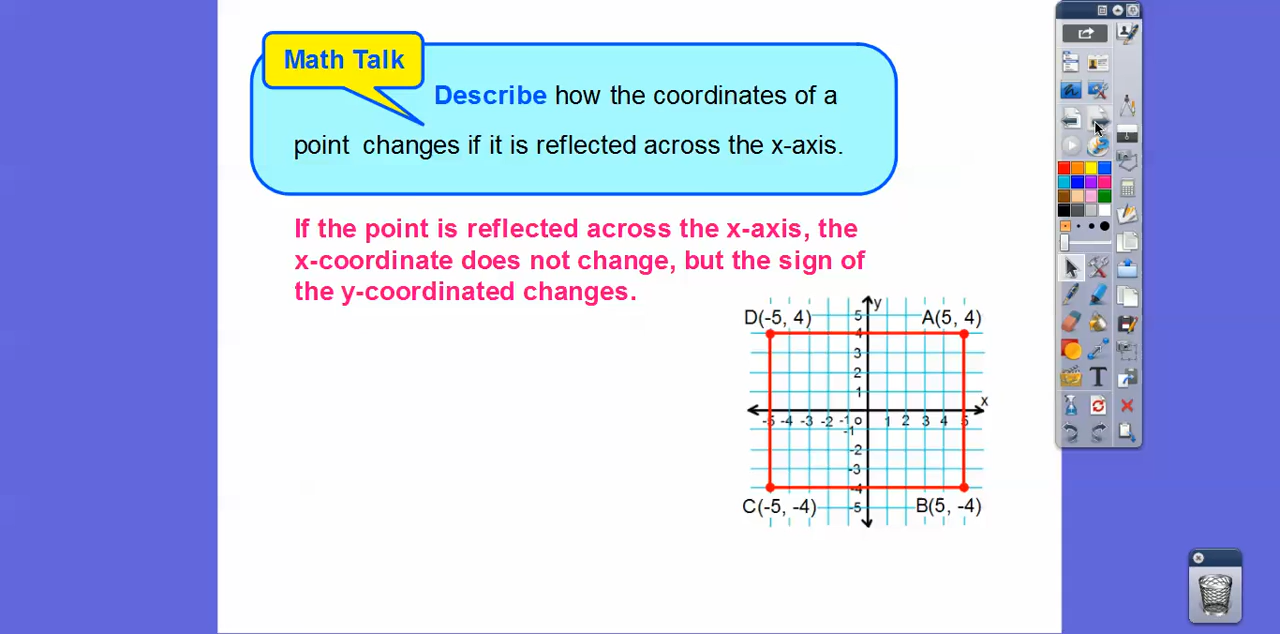 Math Talk
Describe how the coordinates of a
point changes if it is reflected across the x-axis.
If the point is reflected across the x-axis, the
x-coordinate does not change, but the sign of
the y-coordinated changes.
y
D(-5, 4) 5 A(5, 4)
4
3
2
1
x
-5 -4 -3 -2 -1 o 1 2 3 4 5
-1
-2
-3
-4
C(-5, -4) -5 B(5, -4)
T